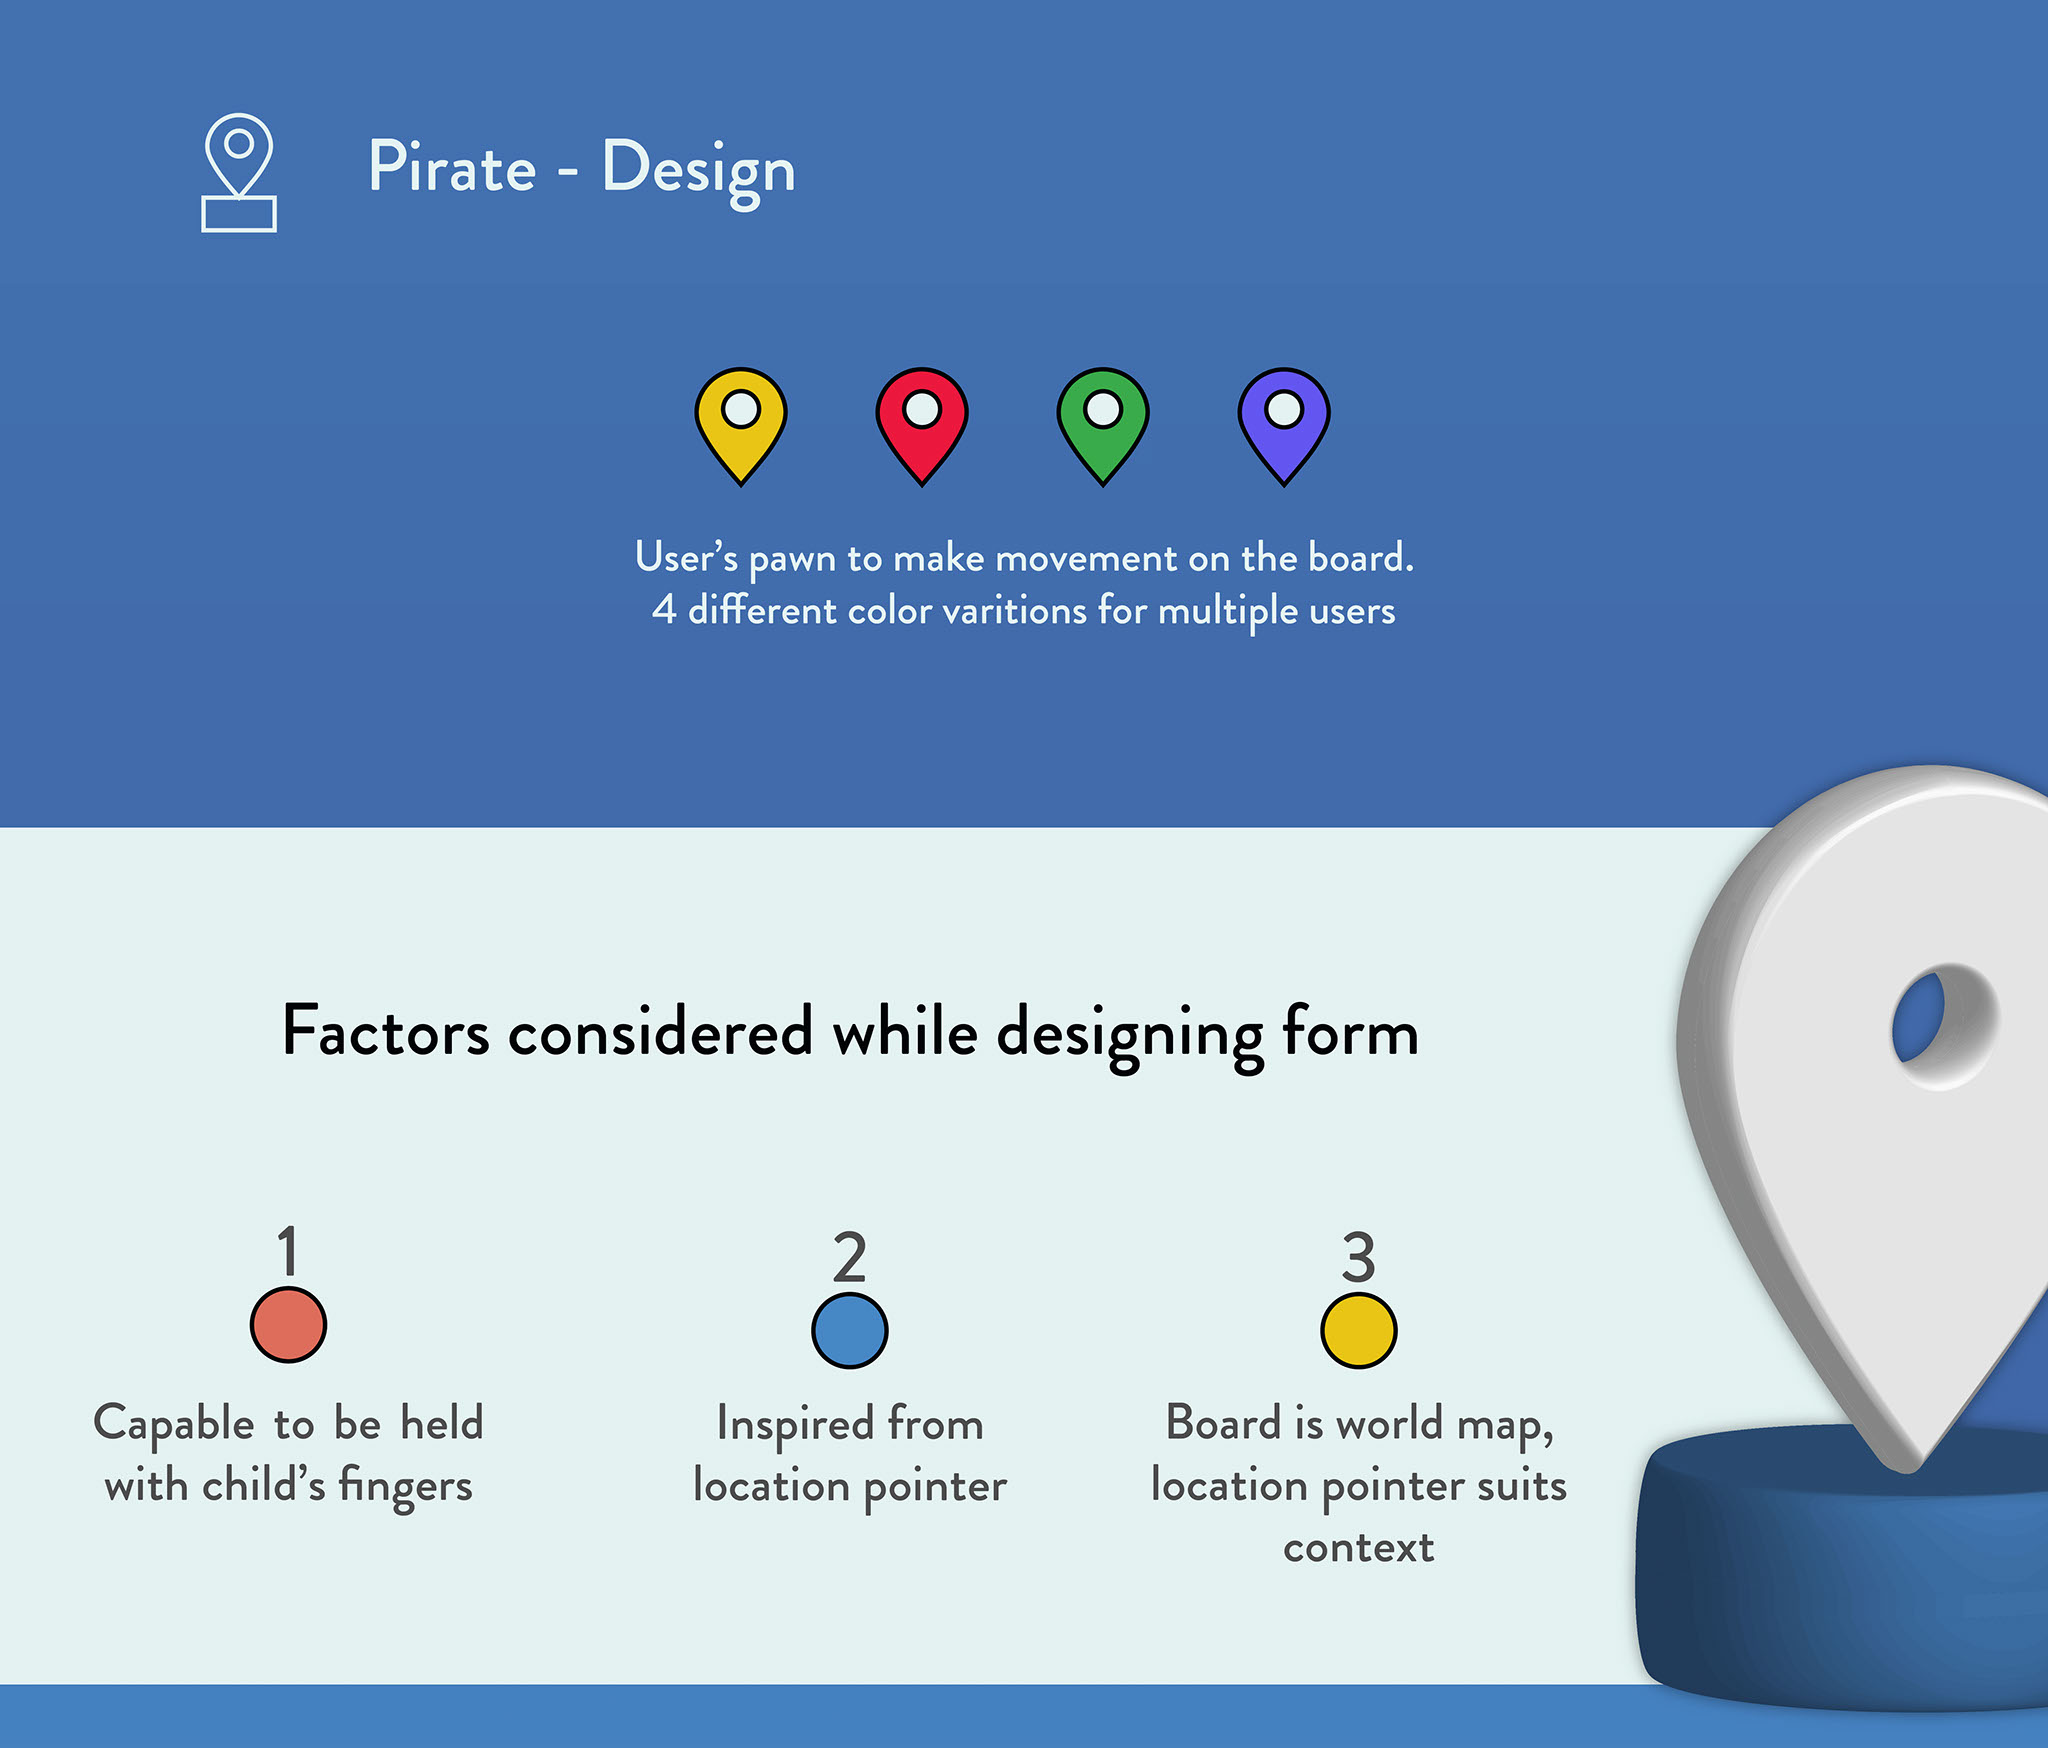 Pirate - Design
User's pawn to make movement on the board.
4 different color varitions for multiple users
Factors considered while designing form
1
Capable to be held
with child's fingers
2
Inspired from
location pointer
3
Board is world map,
location pointer suits
context